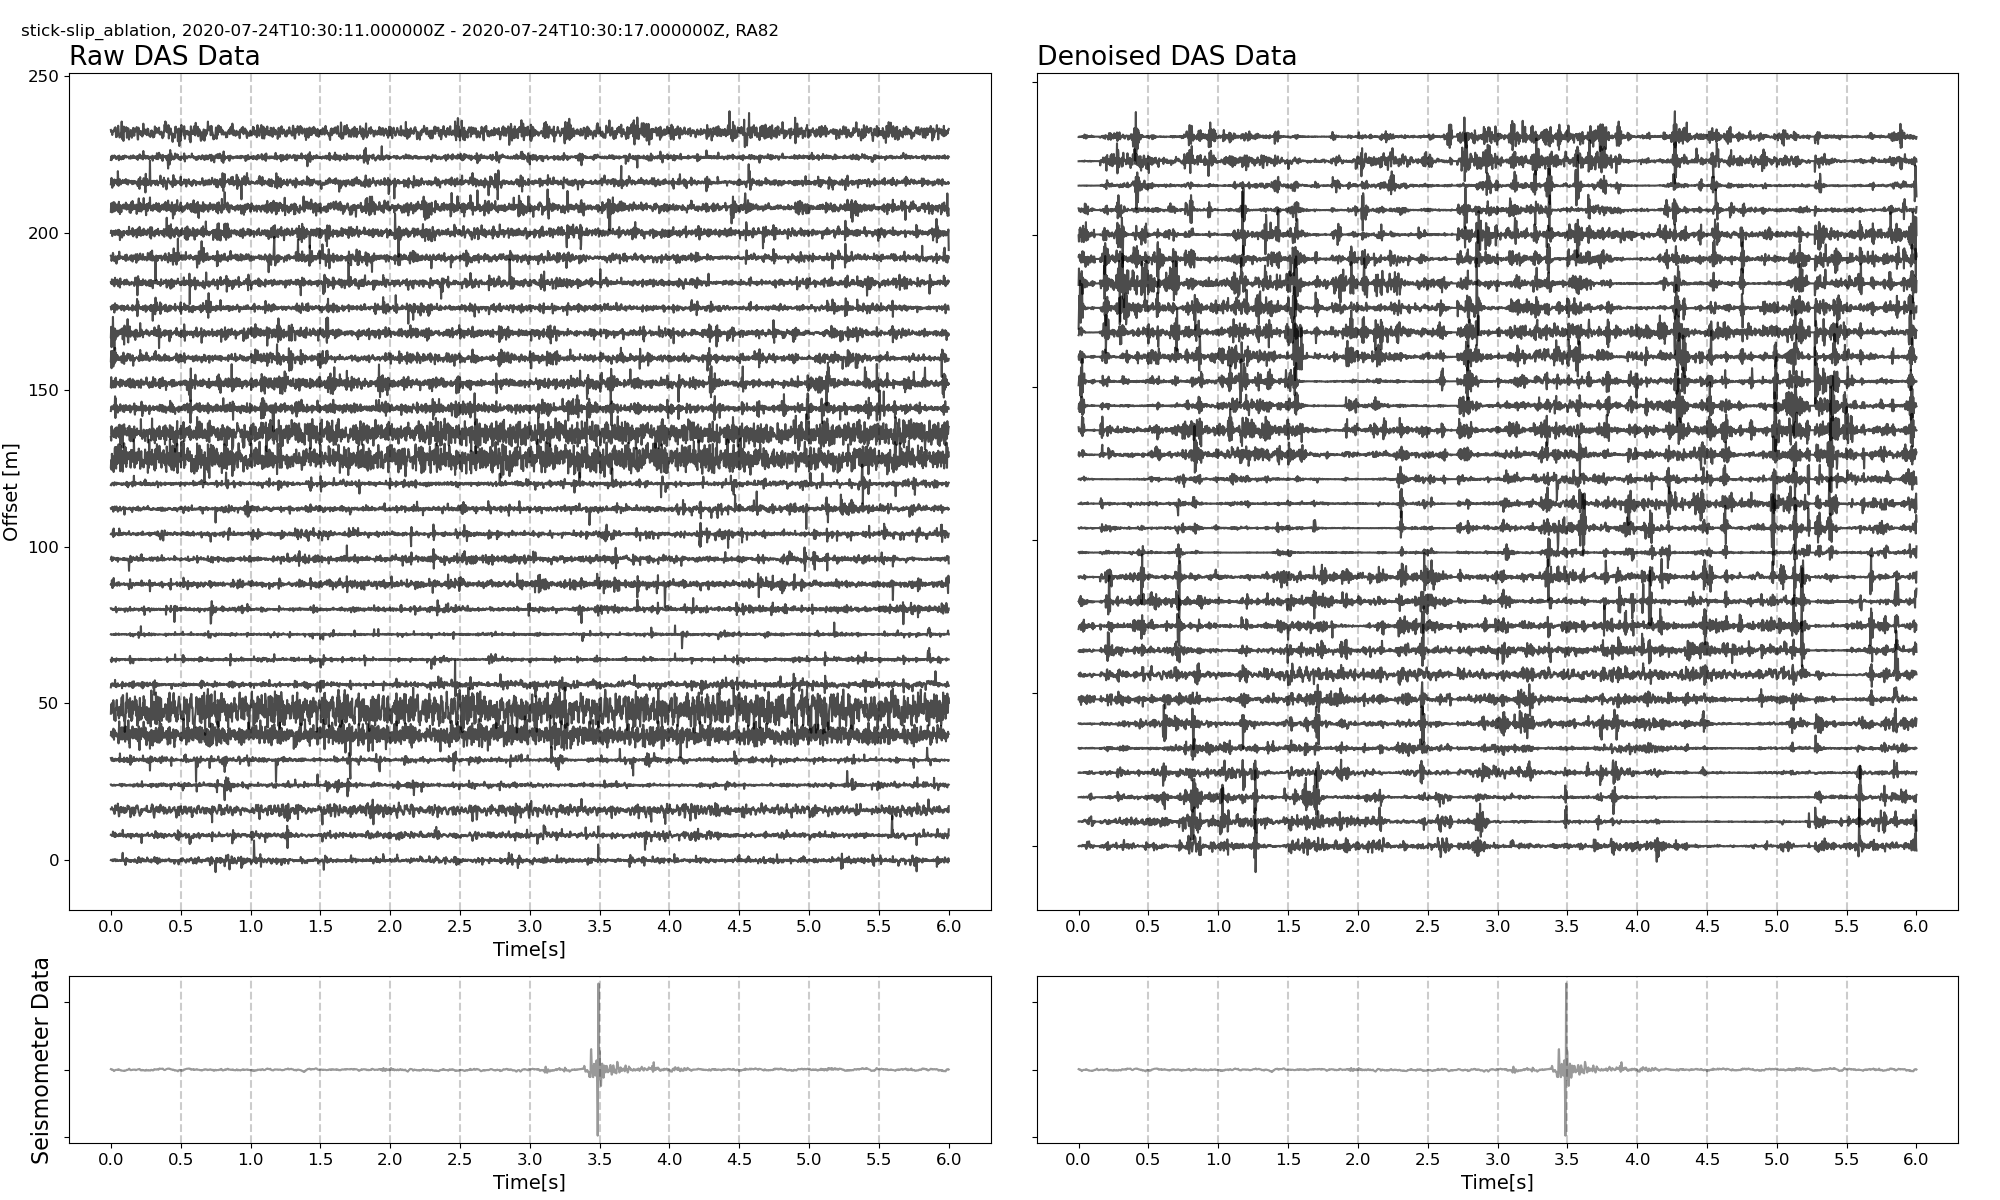 stick-slip_ablation, 2020-07-24T10:30:11.000000Z - 2020-07-24T10:30:17.000000Z, RA82
Raw DAS Data
Denoised DAS Data
250
200
150
100
50
0
Offset [m]
0.0 0.5 1.0 1.5 2.0 2.5 3.0 3.5 4.0 4.5 5.0 5.5 6.0
Time[s]
0.0 0.5 1.0 1.5 2.0 2.5 3.0 3.5 4.0 4.5 5.0 5.5 6.0
Seismometer Data
0.0 0.5 1.0 1.5 2.0 2.5 3.0 3.5 4.0 4.5 5.0 5.5 6.0
Time[s]
0.0 0.5 1.0 1.5 2.0 2.5 3.0 3.5 4.0 4.5 5.0 5.5 6.0
Time[s]